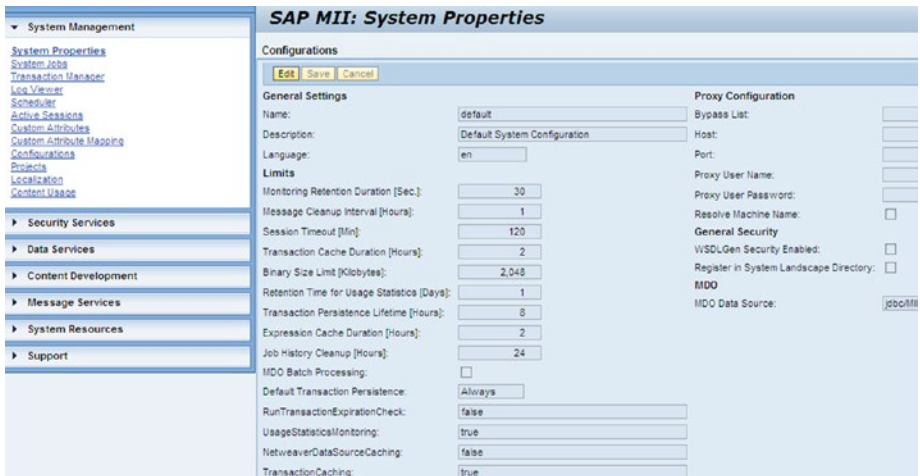 System Management
System Properties
System Jobs
Transaction Manager
Log Viewer
Scheduler
Active Sessions
Custom Attributes
Custom Attribute Mapping
Configurations
Projects
Localization
Content Usage
Security Services
Data Services
Content Development
Message Services
System Resources
Support
SAP MII: System Properties
Configurations
Edit Save Cancel
General Settings
Name: default
Description: Default System Configuration
Language: en
Limits
Monitoring Retention Duration [Sec.]: 30
Message Cleanup Interval [Hours]: 1
Session Timeout [Min]: 120
Transaction Cache Duration [Hours]: 2
Binary Size Limit [Kilobytes]: 2,048
Retention Time for Usage Statistics [Days]: 1
Transaction Persistence Lifetime [Hours]: 8
Expression Cache Duration [Hours]: 2
Job History Cleanup [Hours]: 24
MDO Batch Processing:
Default Transaction Persistence: Always
RunTransactionExpirationCheck: false
UsageStatisticsMonitoring: true
NetweaverDataSourceCaching: false
TransactionCaching: true
Proxy Configuration
Bypass List:
Host:
Port:
Proxy User Name:
Proxy User Password:
Resolve Machine Name:
General Security
WSDLGen Security Enabled:
Register in System Landscape Directory:
MDO
MDO Data Source: